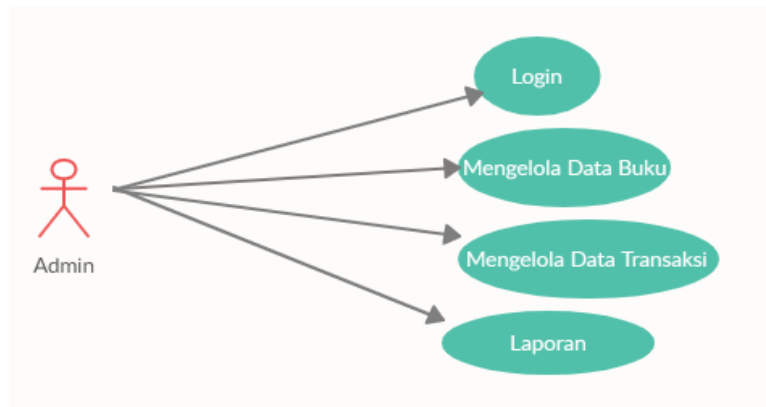 Login
Mengelola Data Buku
Admin
Mengelola Data Transaksi
Laporan